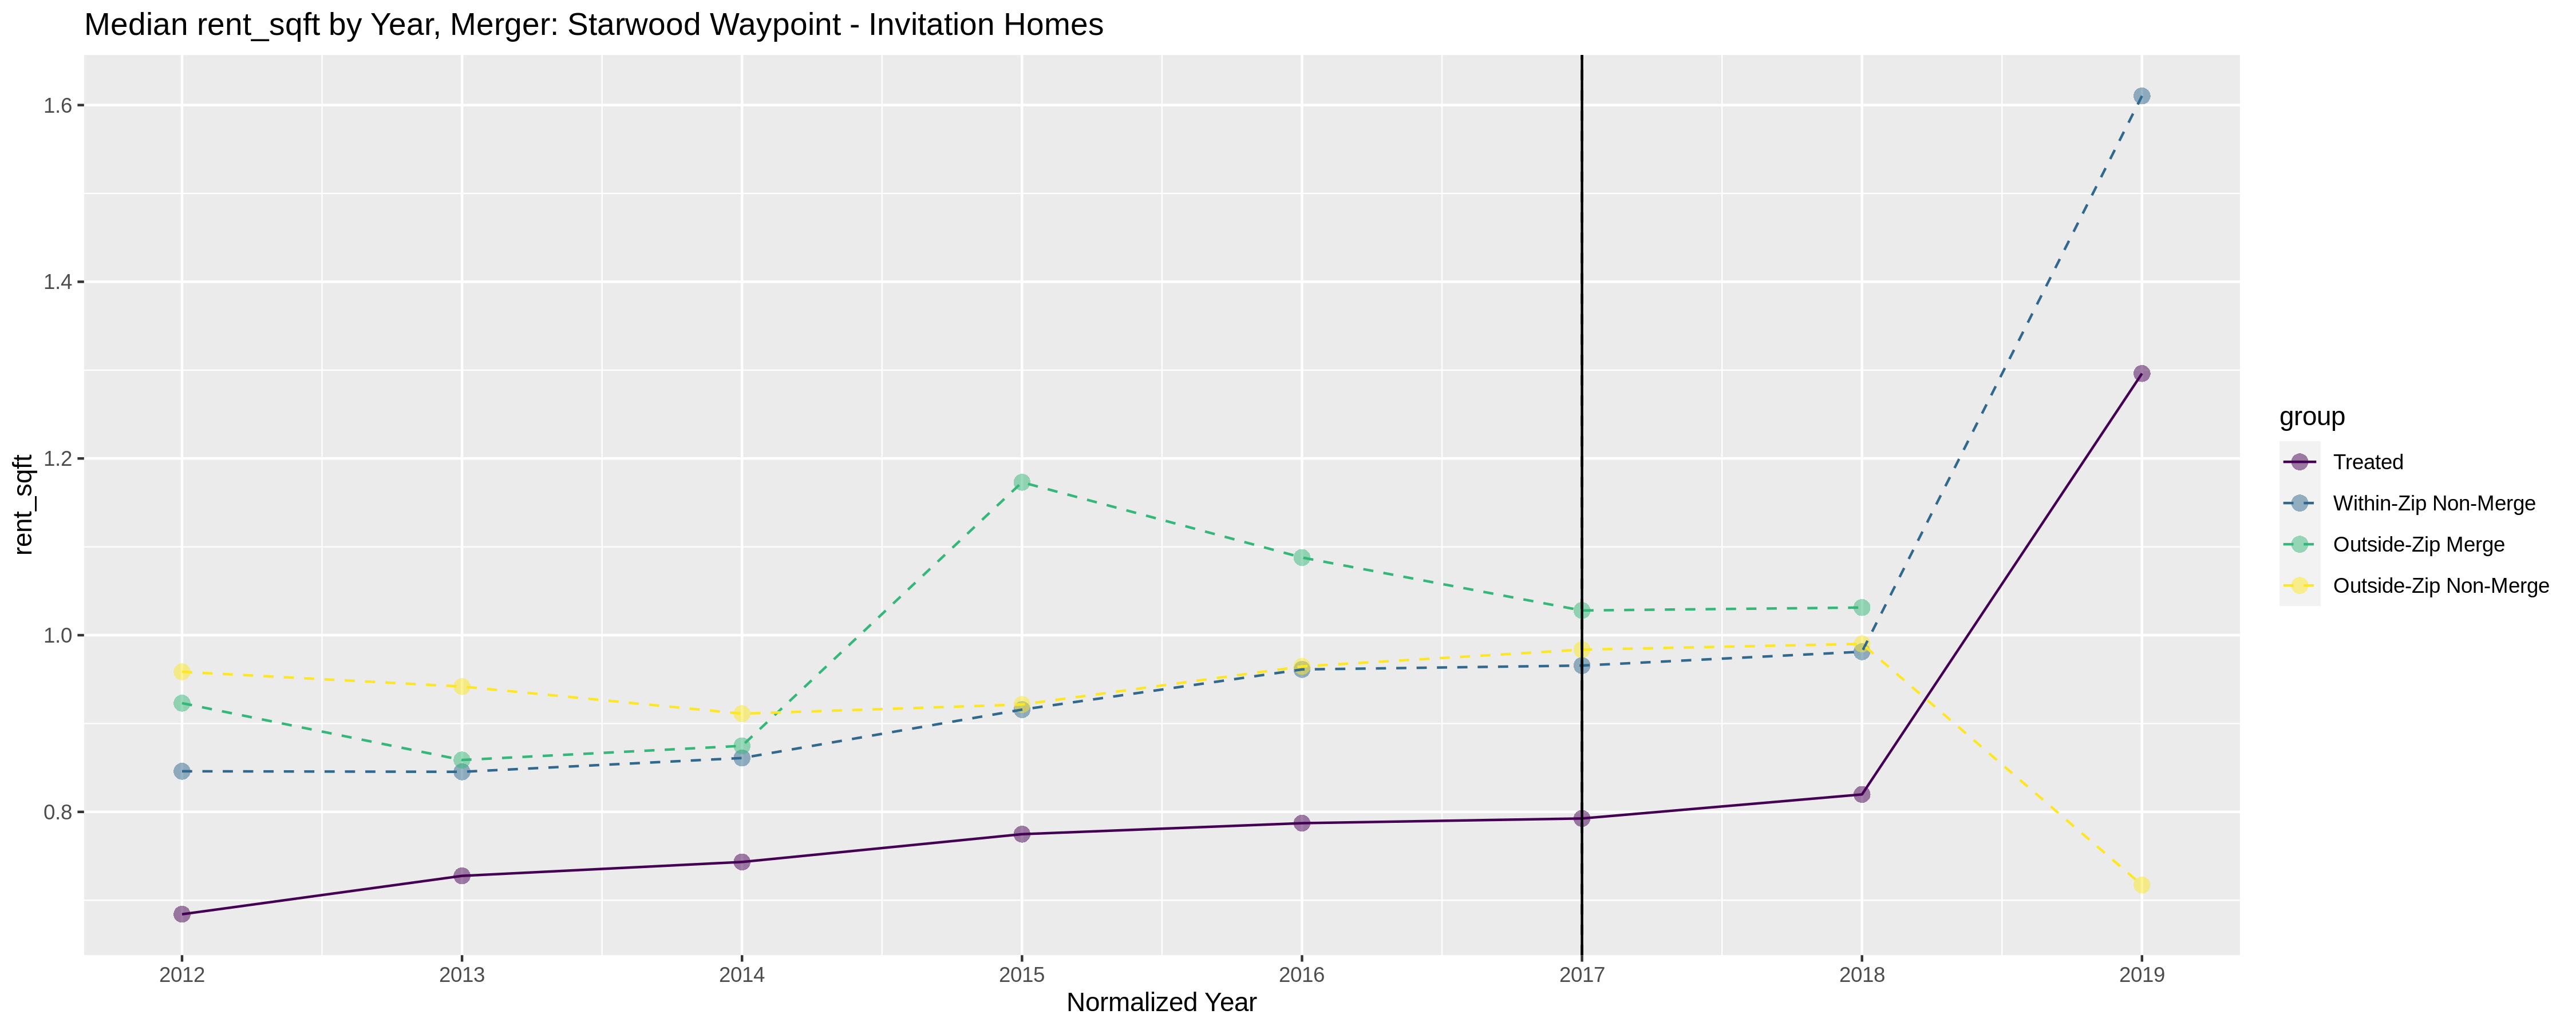 Median rent_sqft by Year, Merger: Starwood Waypoint - Invitation Homes
1.6
1.4
1.2
1.0
0.8
rent_sqft
2012 2013 2014 2015 2016 2017 2018 2019
Normalized Year
group
Treated
Within-Zip Non-Merge
Outside-Zip Merge
Outside-Zip Non-Merge